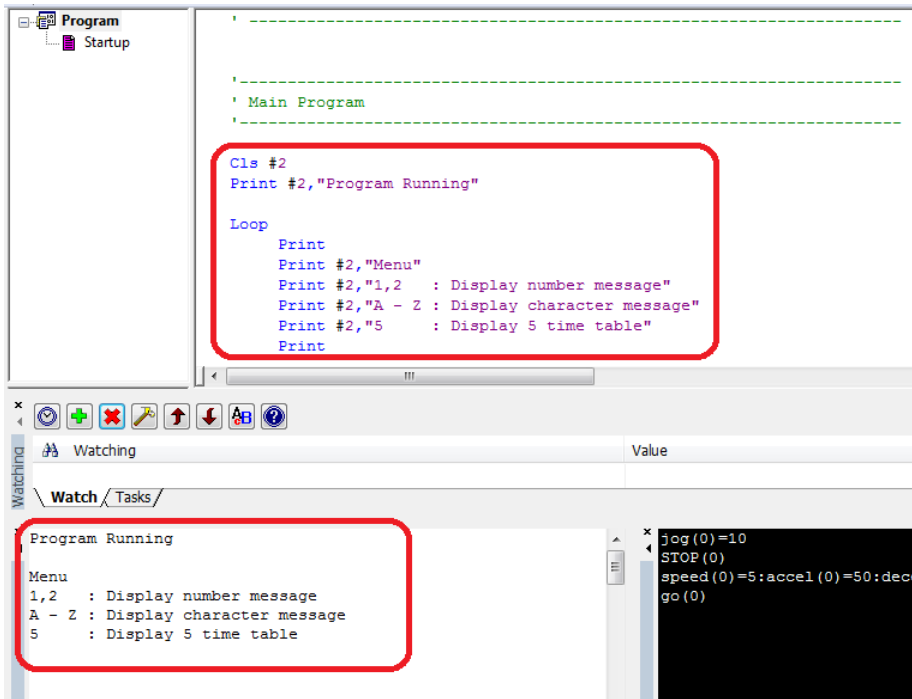 Program
Startup
' --------------------------------------------------------------------
'--------------------------------------------------------------------
' Main Program
'--------------------------------------------------------------------
Cls #2
Print #2,"Program Running"
Loop
Print
Print #2,"Menu"
Print #2,"1,2   : Display number message"
Print #2,"A - Z : Display character message"
Print #2,"5     : Display 5 time table"
Print
Watching Value
Watching
Watch Tasks
Program Running
Menu
1,2   : Display number message
A - Z : Display character message
5     : Display 5 time table
jog(0)=10
STOP(0)
speed(0)=5:accel(0)=50:dec
go(0)